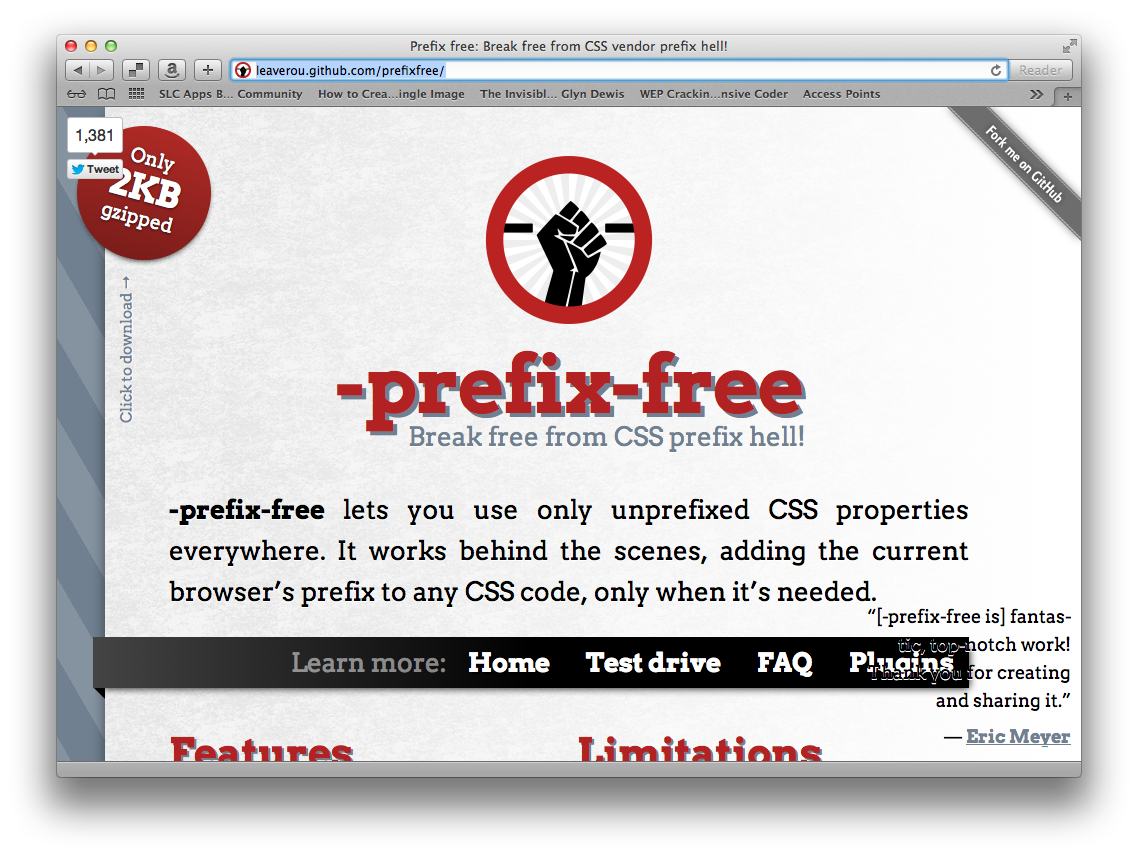 Prefix free: Break free from CSS vendor prefix hell!
leaverou.github.com/prefixfree/
Reader
SLC Apps B... Community How to Crea...ingle Image The Invisibl... Glyn Dewis WEP Crackin...nsive Coder Access Points
1,381
Tweet
Only
2KB
gzipped
Fork me on GitHub
Click to download →
-prefix-free
Break free from CSS prefix hell!
-prefix-free lets you use only unprefixed CSS properties
everywhere. It works behind the scenes, adding the current
browser’s prefix to any CSS code, only when it’s needed.
“[-prefix-free is] fantas-
tic, top-notch work!
Thank you for creating
and sharing it.”
— Eric Meyer
Learn more: Home Test drive FAQ Plugins
Features Limitations